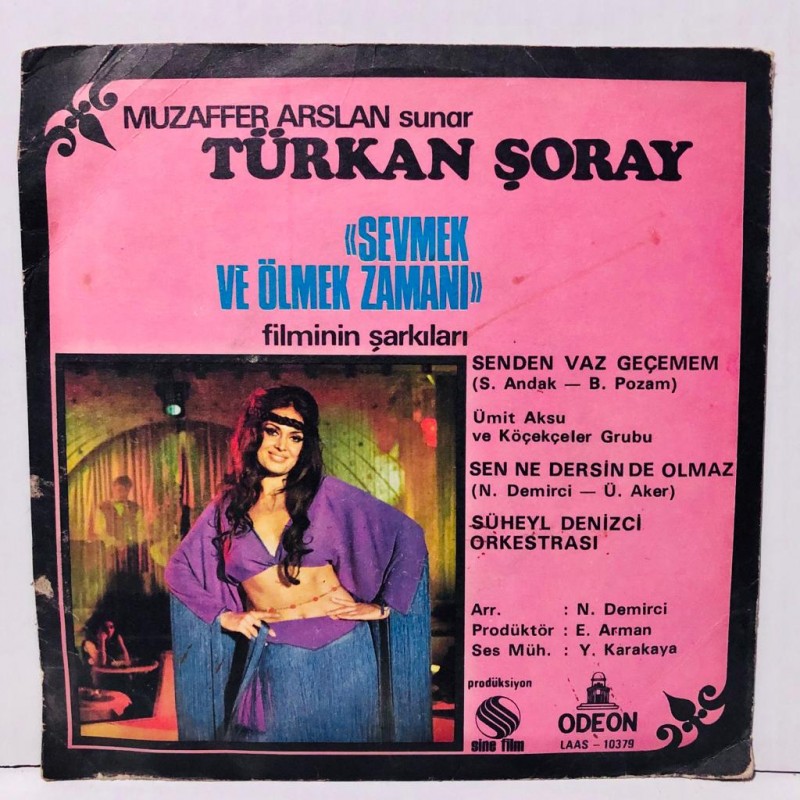 MUZAFFER ARSLAN sunar
TÜRKAN ŞORAY
«SEVMEK
VE ÖLMEK ZAMANI»
filminin şarkıları
SENDEN VAZ GEÇEMEM
(S. Andak — B. Pozam)
Ümit Aksu
ve Köçekçeler Grubu
SEN NE DERSİN DE OLMAZ
(N. Demirci — Ü. Aker)
SÜHEYL DENİZCİ
ORKESTRASI
Arr. : N. Demirci
Prodüktör : E. Arman
Ses Müh. : Y. Karakaya
prodüksiyon
sine film
ODEON
LAAS - 10379